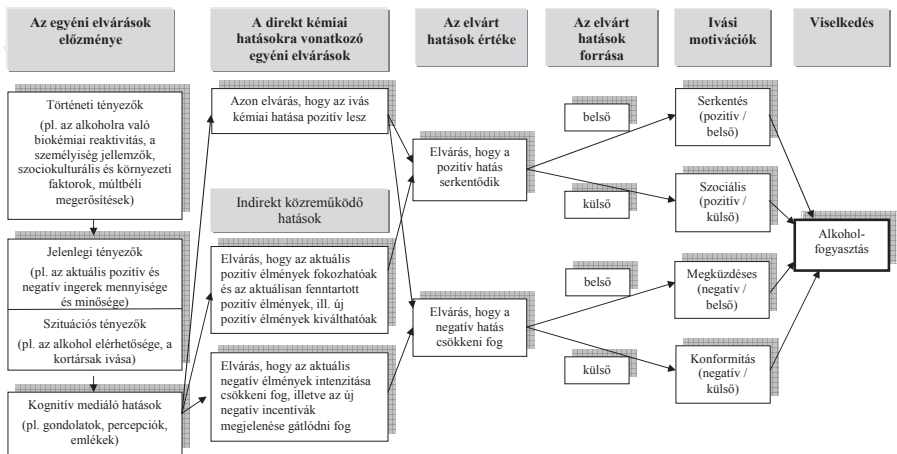 Az egyéni elvárások
előzménye
A direkt kémiai
hatásokra vonatkozó
egyéni elvárások
Az elvárt
hatások értéke
Az elvárt
hatások
forrása
Ivási
motivációk
Viselkedés
Történeti tényezők
(pl. az alkoholra való
biokémiai reaktivitás, a
személyiség jellemzők,
szociokulturális és környezeti
faktorok, múltbéli
megerősítések)
Jelenlegi tényezők
(pl. az aktuális pozitív és
negatív ingerek mennyisége
és minősége)
Szituációs tényezők
(pl. az alkohol elérhetősége, a
kortársak ivása)
Kognitív mediáló hatások
(pl. gondolatok, percepciók,
emlékek)
Azon elvárás, hogy az ivás
kémiai hatása pozitív lesz
Indirekt közreműködő
hatások
Elvárás, hogy az aktuális
pozitív élmények fokozhatóak
és az aktuálisan fenntartott
pozitív élmények, ill. új
pozitív élmények kiválthatóak
Elvárás, hogy az aktuális
negatív élmények intenzitása
csökkeni fog, illetve az új
negatív incentívák
megjelenése gátlódni fog
Elvárás, hogy a
pozitív hatás
serkentődik
Elvárás, hogy a
negatív hatás
csökkeni fog
belső
külső
belső
külső
Serkentés
(pozitív /
belső)
Szociális
(pozitív /
külső)
Megküzdéses
(negatív /
belső)
Konformitás
(negatív /
külső)
Alkohol-
fogyasztás